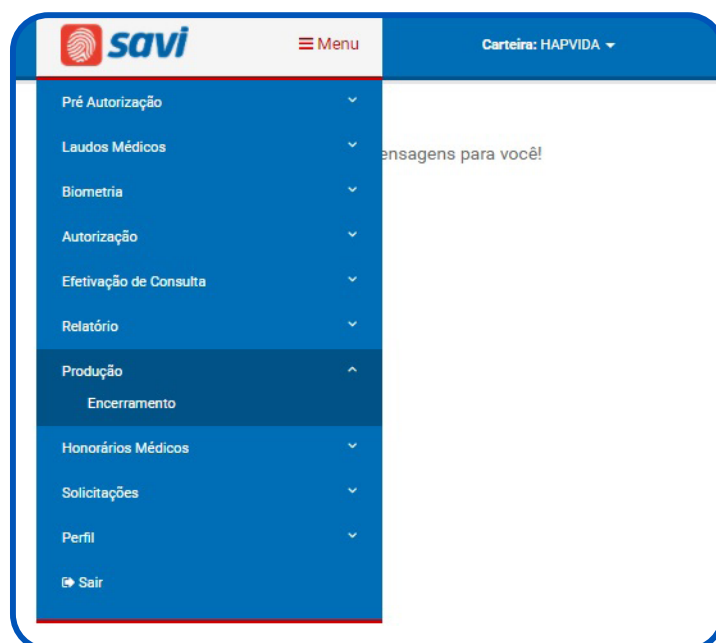 savi
Menu
Carteira: HAPVIDA
Pré Autorização
Laudos Médicos
ensagens para você!
Biometria
Autorização
Efetivação de Consulta
Relatório
Produção
Encerramento
Honorários Médicos
Solicitações
Perfil
Sair